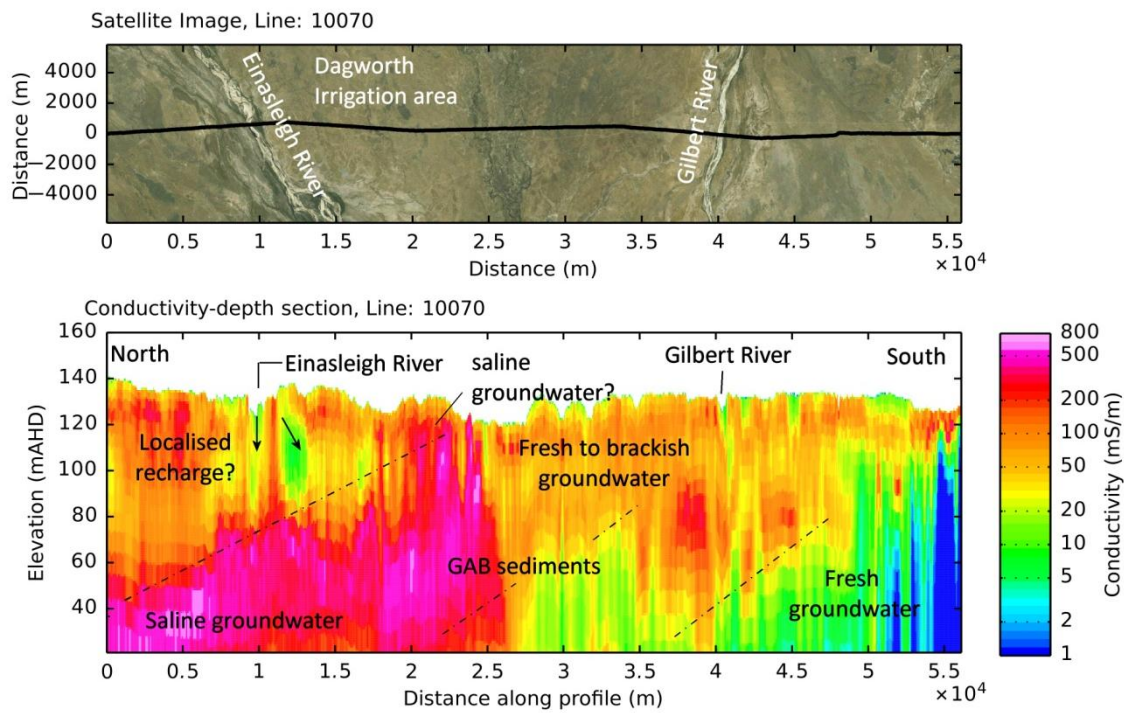 Satellite Image, Line: 10070
Distance (m)
4000
2000
0
−2000
−4000
Einasleigh River
Dagworth
Irrigation area
Gilbert River
0 0.5 1 1.5 2 2.5 3 3.5 4 4.5 5 5.5
Distance (m)
×10⁴
Conductivity-depth section, Line: 10070
Elevation (mAHD)
160
140
120
100
80
60
40
North
Einasleigh River
saline
groundwater?
Gilbert River
South
Localised
recharge?
Fresh to brackish
groundwater
GAB sediments
Saline groundwater
Fresh
groundwater
0 0.5 1 1.5 2 2.5 3 3.5 4 4.5 5 5.5
Distance along profile (m)
×10⁴
800
500
200
100
50
20
10
5
2
1
Conductivity (mS/m)